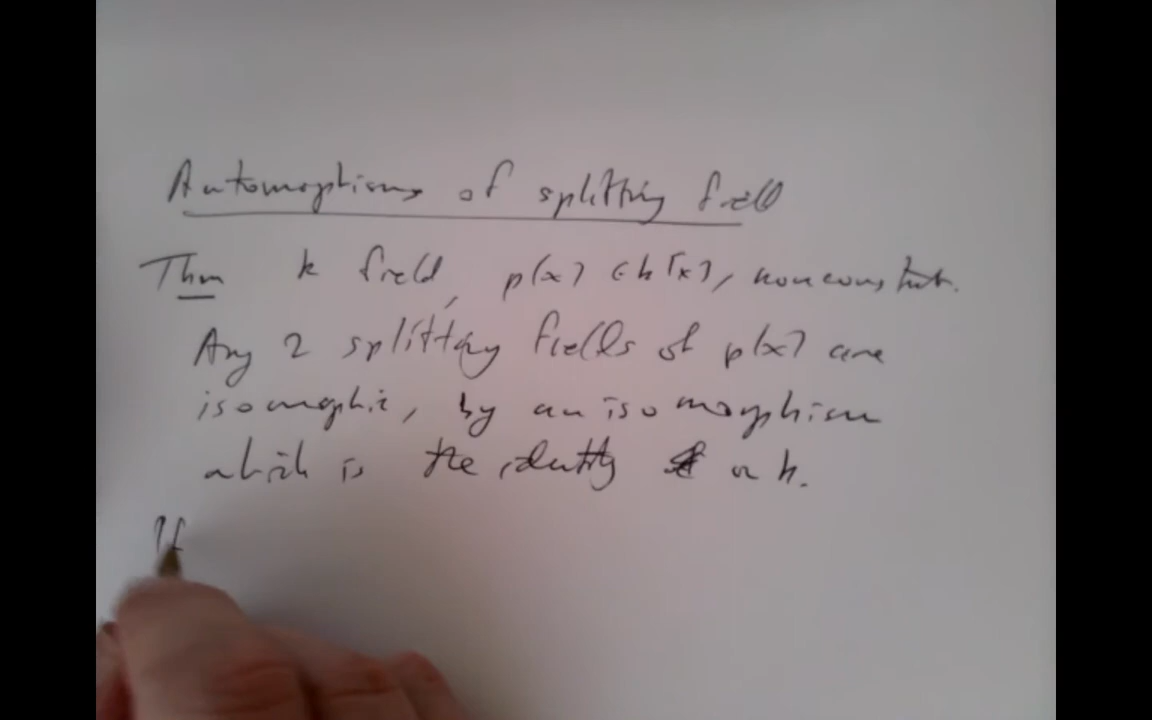 Automorphisms of splitting field
Thm k field, p(x) ∈ k[x], nonconstant.
Any 2 splitting fields of p(x) are
isomorphic, by an isomorphism
which is the identity on k.
If